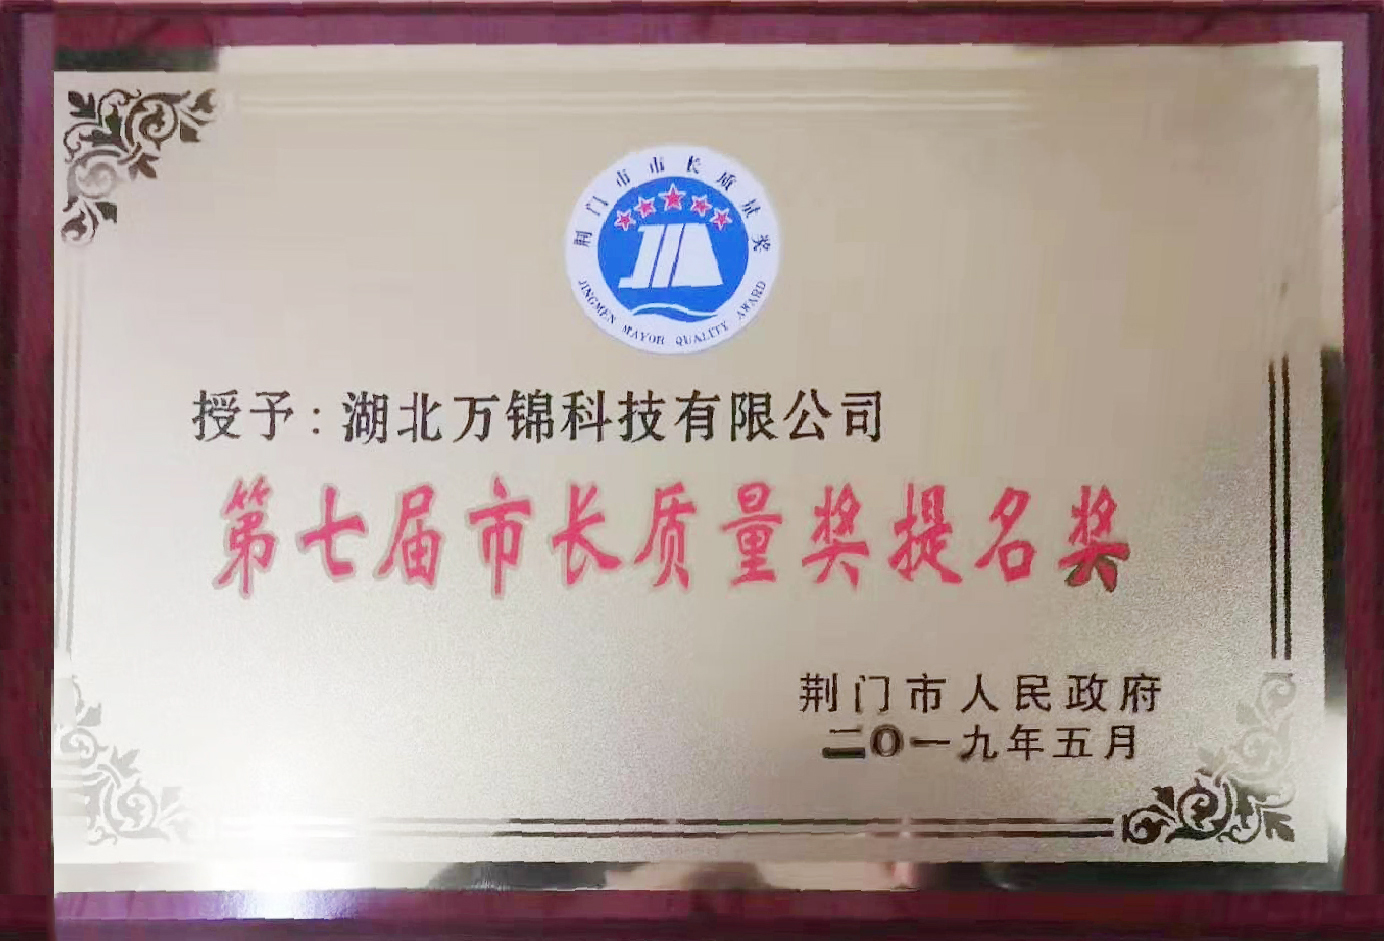 荆门市市长质量奖
JINGMEN MAYOR QUALITY AWARD
授予:湖北万锦科技有限公司
第七届市长质量奖提名奖
荆门市人民政府
二〇一九年五月